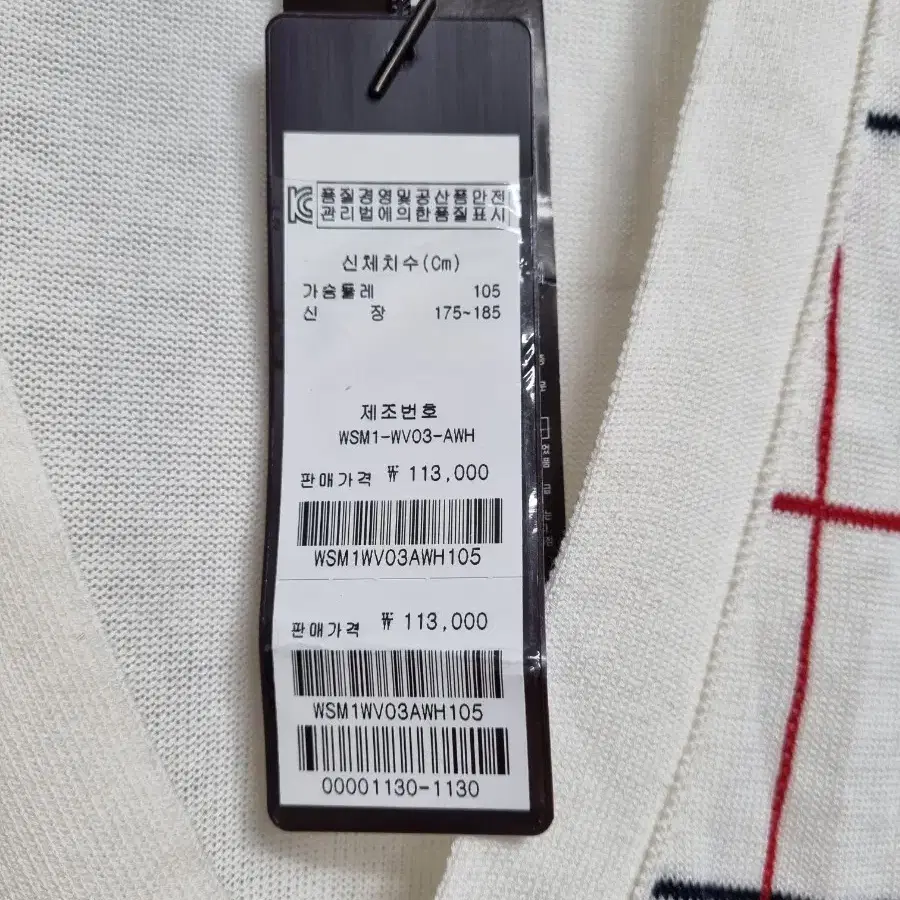 품질경영및공산품안전
관리법에의한품질표시
신체치수(Cm)
가슴둘레 105
신 장 175~185
제조번호
WSM1-WV03-AWH
판매가격 ₩ 113,000
WSM1WV03AWH105
판매가격 ₩ 113,000
WSM1WV03AWH105
00001130-1130